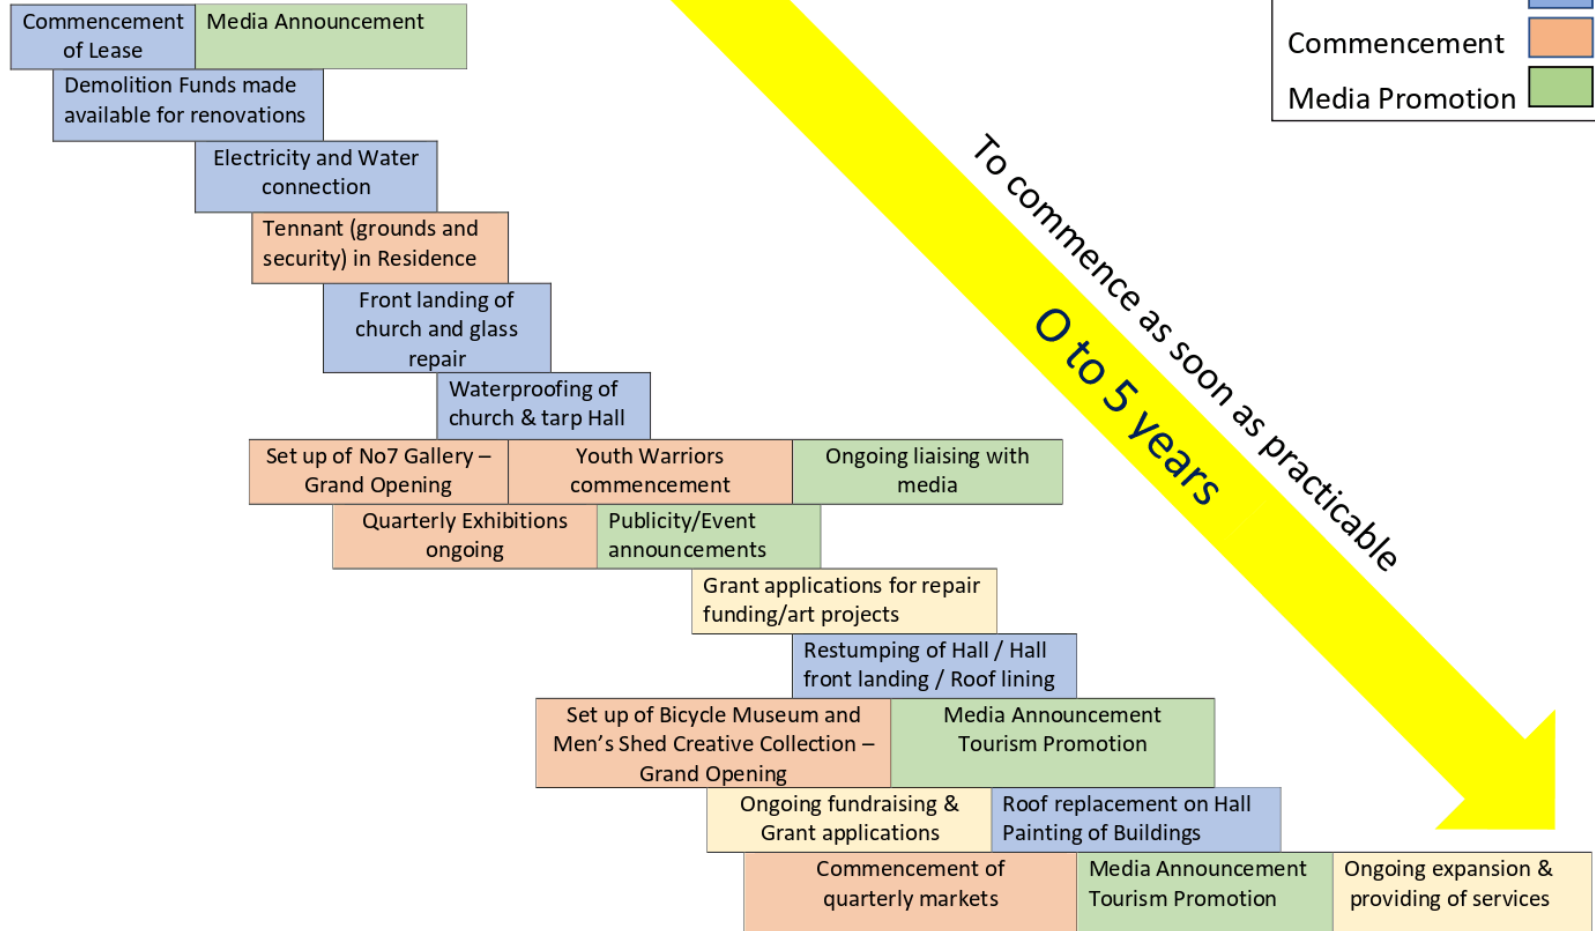 Commencement
of Lease
Media Announcement
Commencement
Media Promotion
Demolition Funds made
available for renovations
Electricity and Water
connection
Tennant (grounds and
security) in Residence
Front landing of
church and glass
repair
Waterproofing of
church & tarp Hall
Set up of No7 Gallery –
Grand Opening
Youth Warriors
commencement
Ongoing liaising with
media
Quarterly Exhibitions
ongoing
Publicity/Event
announcements
Grant applications for repair
funding/art projects
Restumping of Hall / Hall
front landing / Roof lining
Set up of Bicycle Museum and
Men's Shed Creative Collection –
Grand Opening
Media Announcement
Tourism Promotion
Ongoing fundraising &
Grant applications
Roof replacement on Hall
Painting of Buildings
Commencement of
quarterly markets
Media Announcement
Tourism Promotion
Ongoing expansion &
providing of services
To commence as soon as practicable
O to 5 years